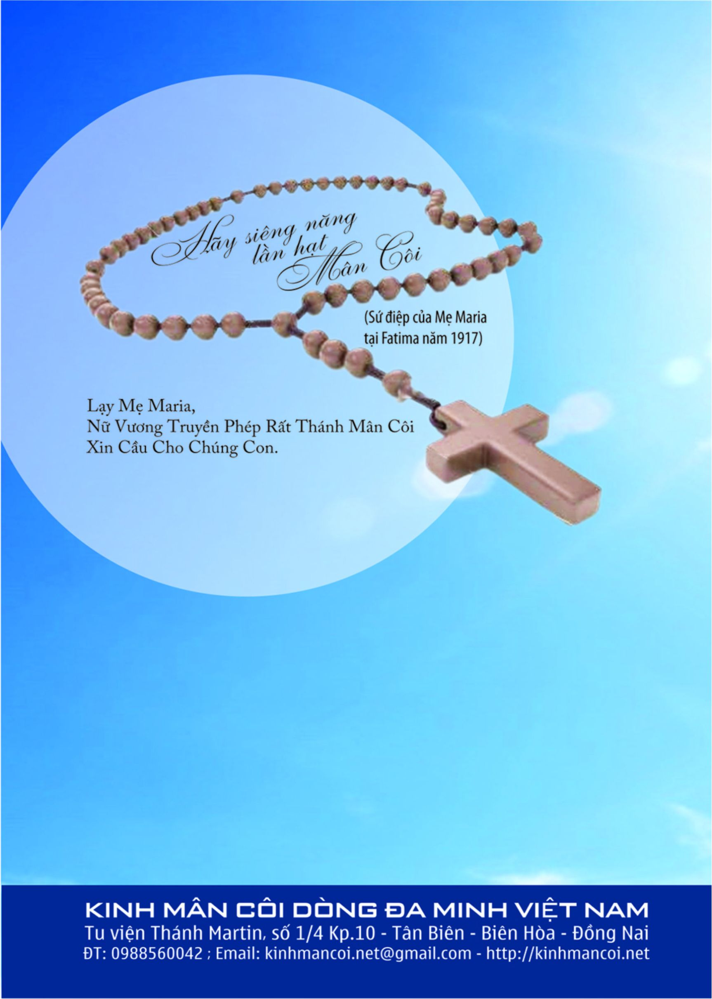 Hãy siêng năng
lần hạt
Mân Côi
(Sứ điệp của Mẹ Maria
tại Fatima năm 1917)
Lạy Mẹ Maria,
Nữ Vương Truyền Phép Rất Thánh Mân Côi
Xin Cầu Cho Chúng Con.
KINH MÂN CÔI DÒNG ĐA MINH VIỆT NAM
Tu viện Thánh Martin, số 1/4 Kp.10 - Tân Biên - Biên Hòa - Đồng Nai
ĐT: 0988560042 ; Email: kinhmancoi.net@gmail.com - http://kinhmancoi.net